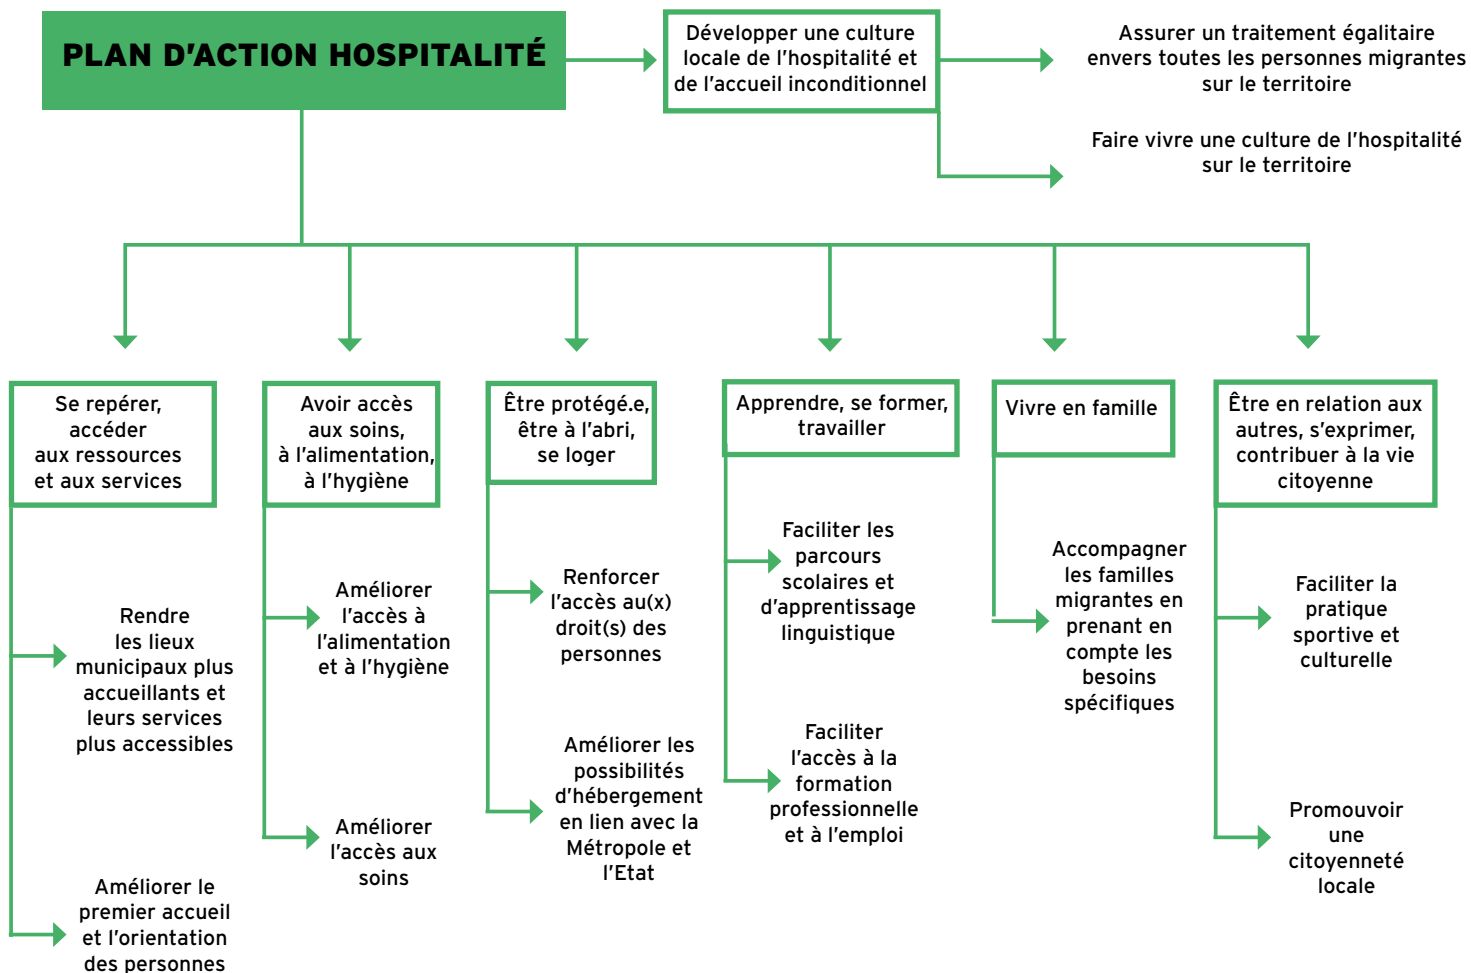 PLAN D'ACTION HOSPITALITÉ
Développer une culture
locale de l'hospitalité et
de l'accueil inconditionnel
Assurer un traitement égalitaire
envers toutes les personnes migrantes
sur le territoire
Faire vivre une culture de l'hospitalité
sur le territoire
Se repérer,
accéder
aux ressources
et aux services
Rendre
les lieux
municipaux plus
accueillants et
leurs services
plus accessibles
Améliorer le
premier accueil
et l'orientation
des personnes
Avoir accès
aux soins,
à l'alimentation,
à l'hygiène
Améliorer
l'accès à
l'alimentation
et à l'hygiène
Améliorer
l'accès aux
soins
Être protégé.e,
être à l'abri,
se loger
Renforcer
l'accès au(x)
droit(s) des
personnes
Améliorer les
possibilités
d'hébergement
en lien avec la
Métropole et
l'Etat
Apprendre, se former,
travailler
Faciliter les
parcours
scolaires et
d'apprentissage
linguistique
Faciliter
l'accès à la
formation
professionnelle
et à l'emploi
Vivre en famille
Accompagner
les familles
migrantes en
prenant en
compte les
besoins
spécifiques
Être en relation aux
autres, s'exprimer,
contribuer à la vie
citoyenne
Faciliter la
pratique
sportive et
culturelle
Promouvoir
une
citoyenneté
locale